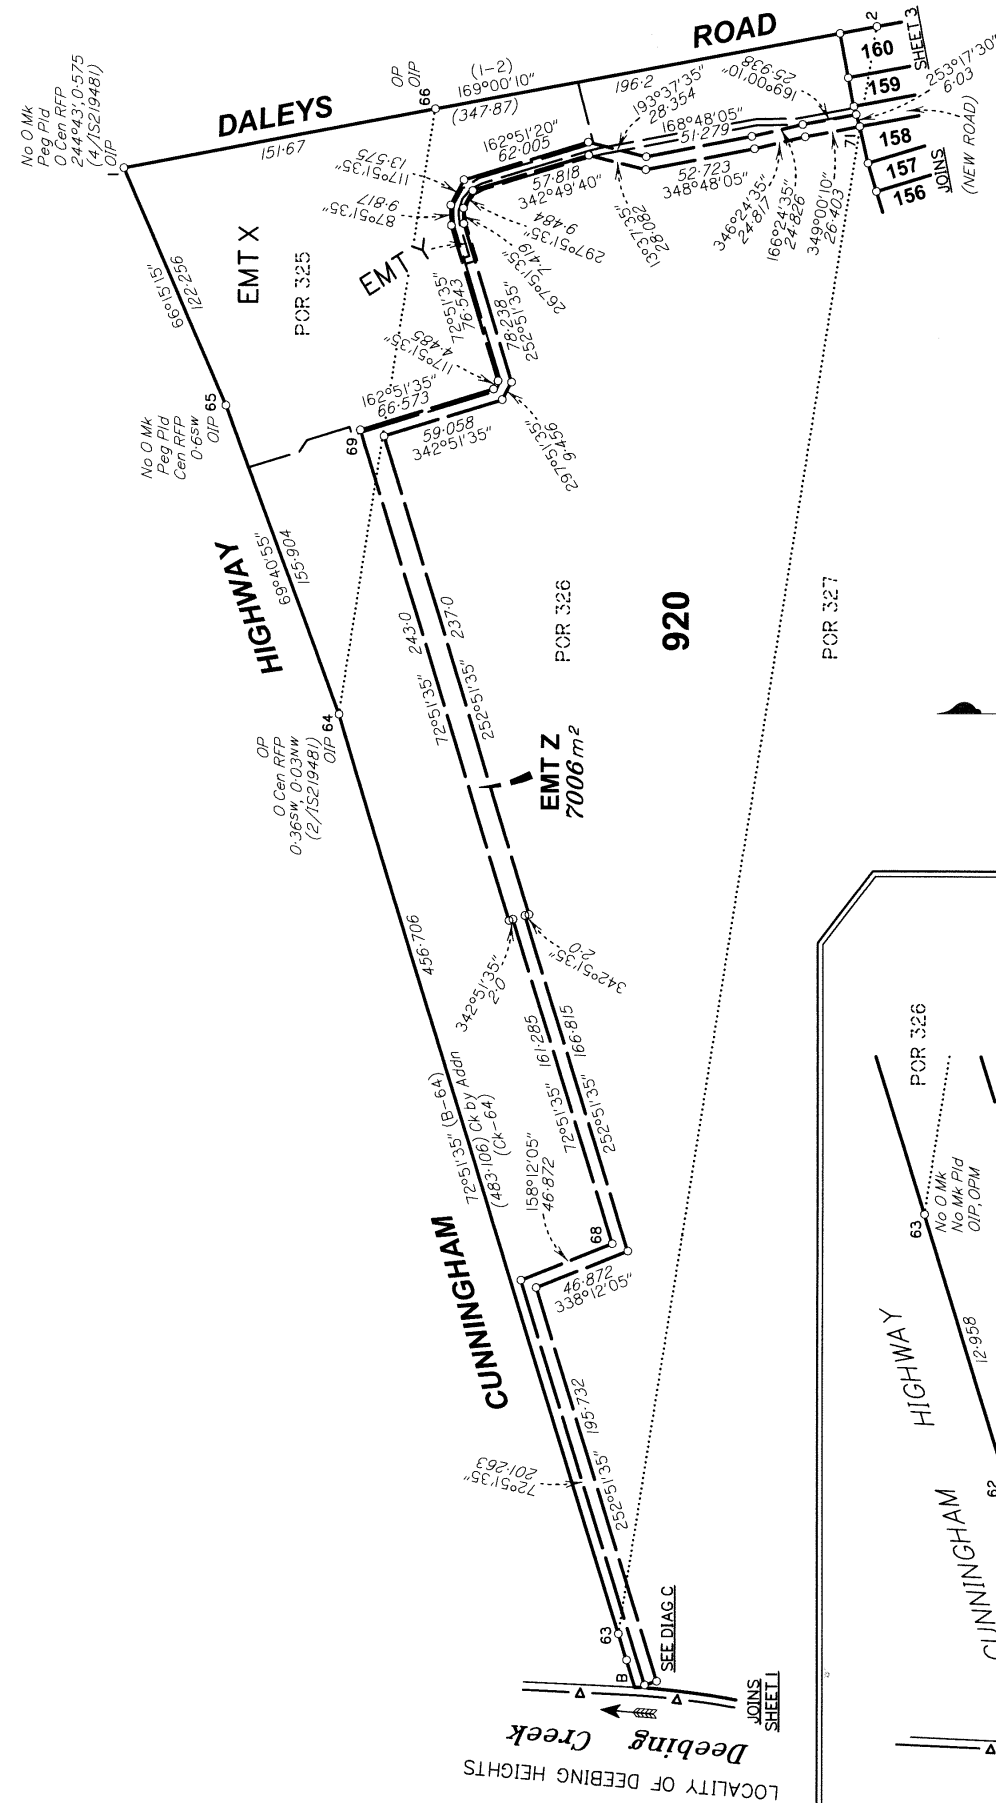 No O Mk
Peg Pld
O Cen RFP
244°43', 0·575
(4/IS219481)
OIP
1
DALEYS
ROAD
151·67
OP
OIP
66
(1-2)
169°00'10"
(347·87)
196·2
2
160
SHEET 3
159
158
157
156
JOINS
(NEW ROAD)
253°17'30"
6·03
71
169°00'10"
25·938
193°37'35"
28·354
168°48'05"
51·279
52·723
348°48'05"
346°24'35"
24·817
166°24'35"
24·826
349°00'10"
26·403
13°37'35"
28·082
162°51'20"
62·005
57·818
342°49'40"
117°51'35"
13·575
87°51'35"
9·817
297°51'35"
9·484
267°51'35"
7·419
EMT X
POR 325
EMT Y
66°15'15"
122·256
72°51'35"
76·543
78·238
252°51'35"
117°51'35"
4·485
162°51'35"
66·573
59·058
342°51'35"
297°51'35"
9·456
No O Mk
Peg Pld
Cen RFP
0·6SW
OIP
65
69
HIGHWAY
69°40'55"
155·904
OP
O Cen RFP
0·36SW, 0·03NW
(2/IS219481)
OIP
64
72°51'35"
243·0
252°51'35"
237·0
POR 326
920
POR 327
EMT Z
7006m²
456·706
72°51'35" (B-64)
(483·106) Ck by Addn
(Ck-64)
342°51'35"
2·0
342°51'35"
2·0
72°51'35"
161·285
252°51'35"
166·815
158°12'05"
46·872
68
46·872
338°12'05"
CUNNINGHAM
72°51'35"
201·263
252°51'35"
195·732
63
B
SEE DIAG C
JOINS
SHEET 1
Deebing Creek
LOCALITY OF DEEBING HEIGHTS
POR 326
63
No O Mk
No Mk Pld
OIP, OPM
HIGHWAY
12·958
CUNNINGHAM
62